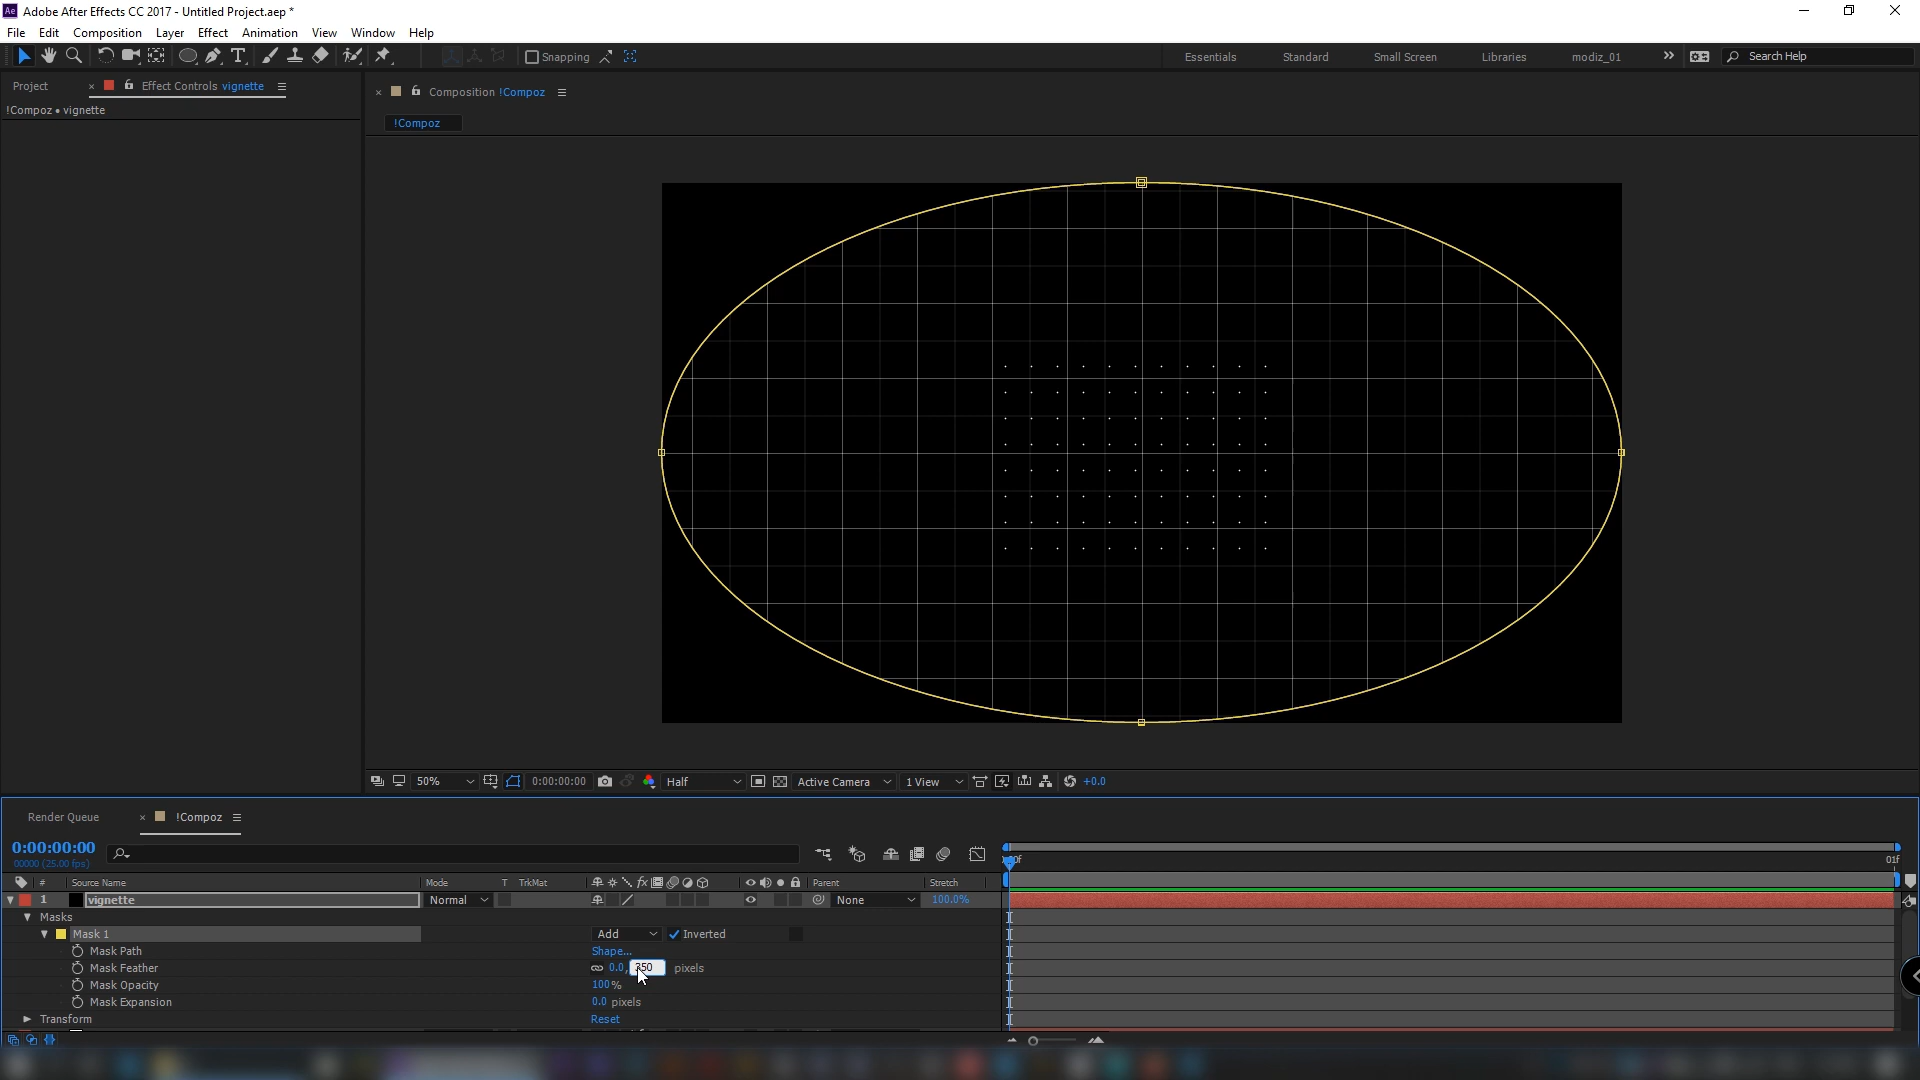 Ae Adobe After Effects CC 2017 - Untitled Project.aep *
File Edit Composition Layer Effect Animation View Window Help
T Snapping Essentials Standard Small Screen Libraries modiz_01 >> Search Help
Project × Effect Controls vignette
!Compoz • vignette
× Composition !Compoz
!Compoz
50% 0:00:00:00 Half Active Camera 1 View +0.0
Render Queue × !Compoz
0:00:00:00
00000 (25.00 fps)
01f
# Source Name Mode T TrkMat fx Parent Stretch
1 vignette Normal None 100.0%
Masks
Mask 1 Add Inverted
Mask Path Shape...
Mask Feather 0.0, 350 pixels
Mask Opacity 100%
Mask Expansion 0.0 pixels
Transform Reset